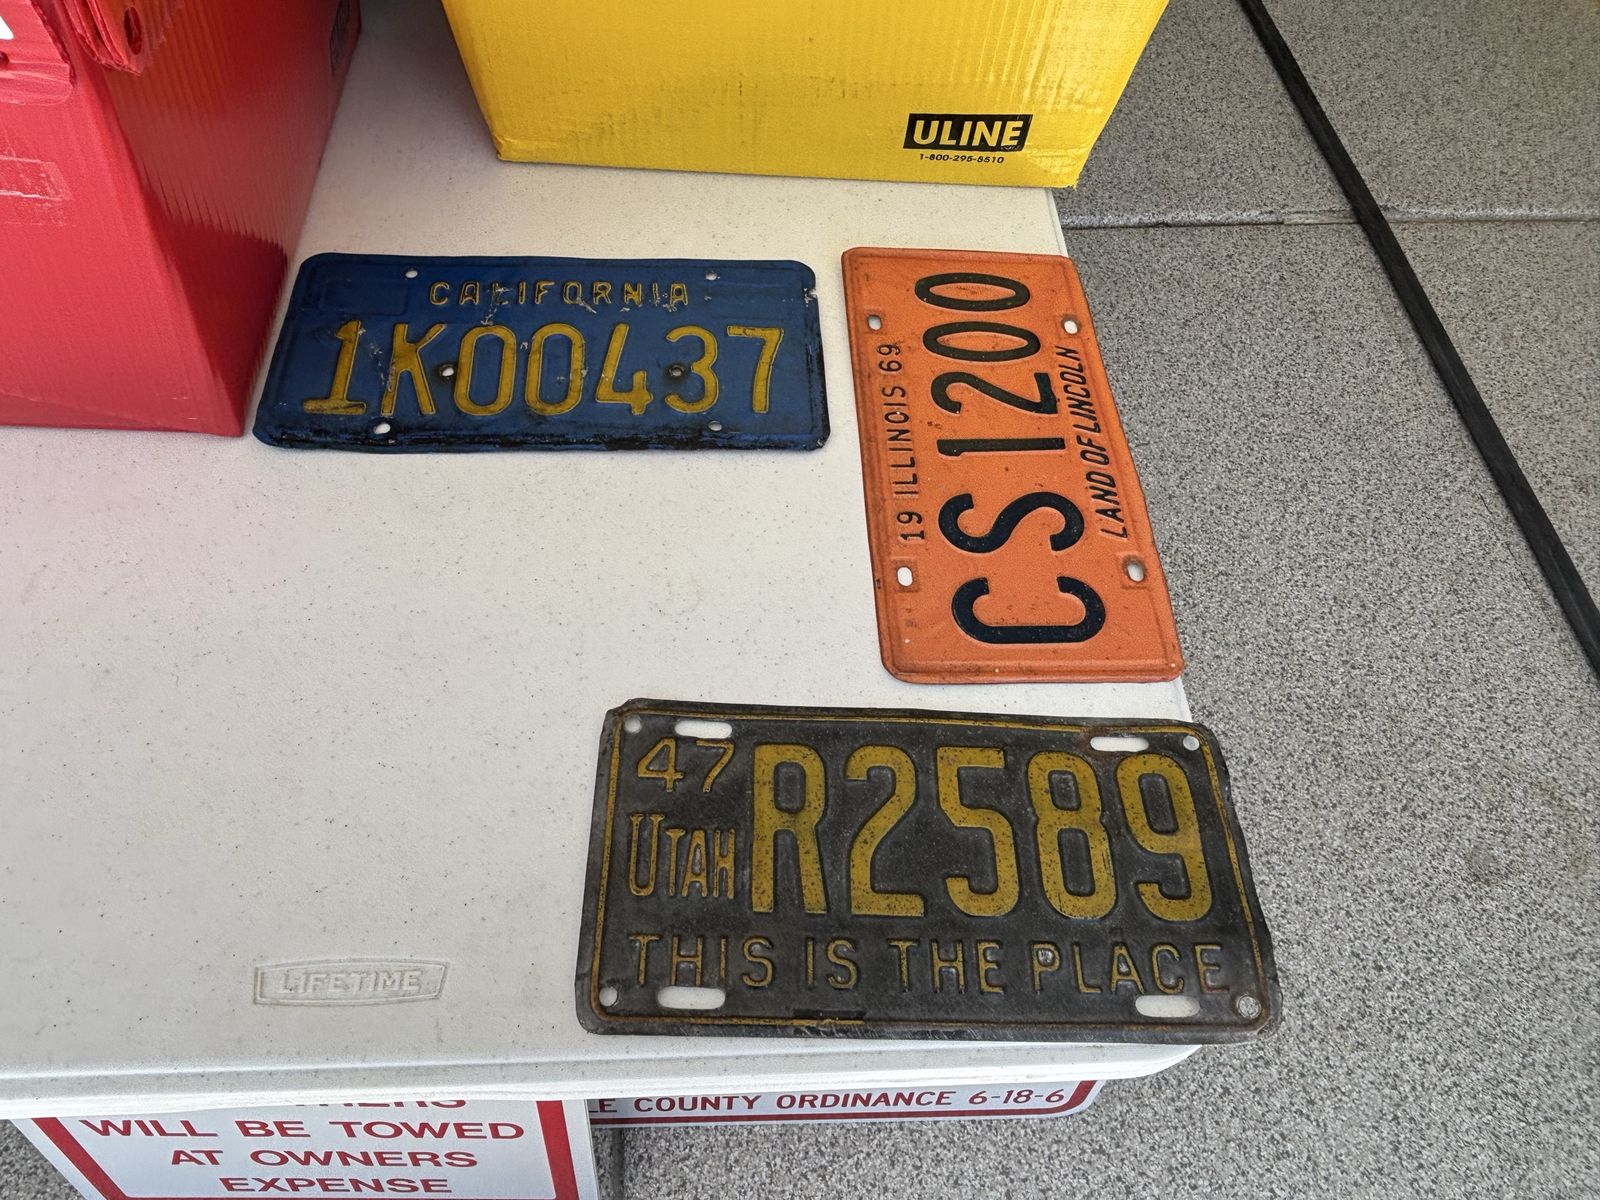 ULINE
1-800-295-8510
CALIFORNIA
1K00437
19 ILLINOIS 69
CS1200
LAND OF LINCOLN
47
UTAH
R2589
THIS IS THE PLACE
LIFETIME
COUNTY ORDINANCE 6-18-6
WILL BE TOWED
AT OWNERS
EXPENSE